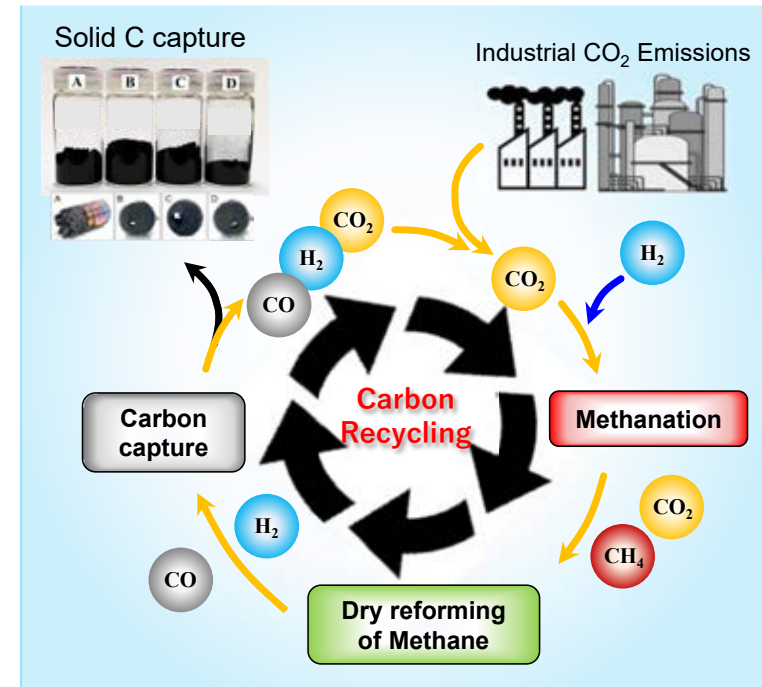 Solid C capture
Industrial CO₂ Emissions
A B C D
A B C D
CO₂
H₂
CO
CO₂
H₂
Carbon
Recycling
Carbon
capture
Methanation
H₂
CO
CO₂
CH₄
Dry reforming
of Methane